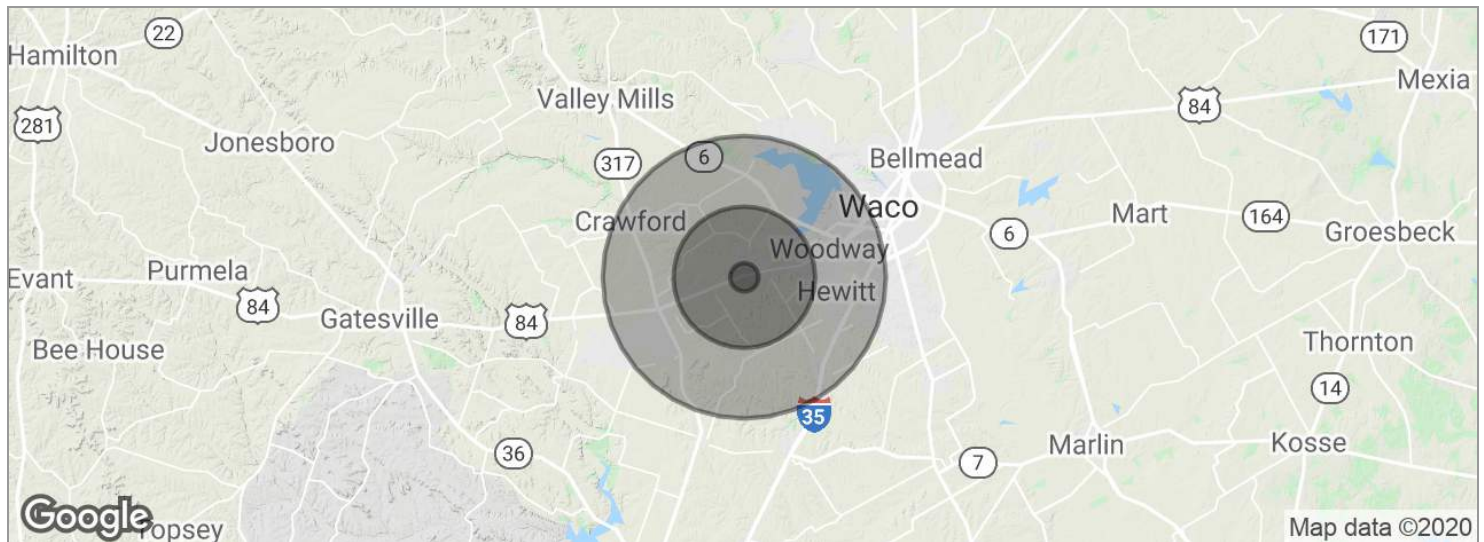 22
171
Hamilton
Mexia
Valley Mills
84
281
Jonesboro
317
6
Bellmead
Crawford
Waco
Mart
164
Woodway
6
Groesbeck
Evant
Purmela
Hewitt
84
Gatesville
84
Bee House
Thornton
14
35
36
7
Marlin
Kosse
Google
Topsey
Map data ©2020